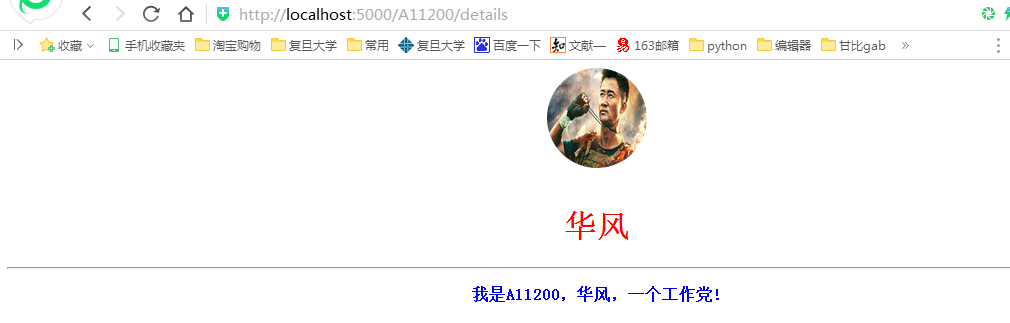 http://localhost:5000/A11200/details
收藏 手机收藏夹 淘宝购物 复旦大学 常用 复旦大学 百度一下 知 文献— 易 163邮箱 python 编辑器 甘比gab »
华风
我是A11200，华风，一个工作党！